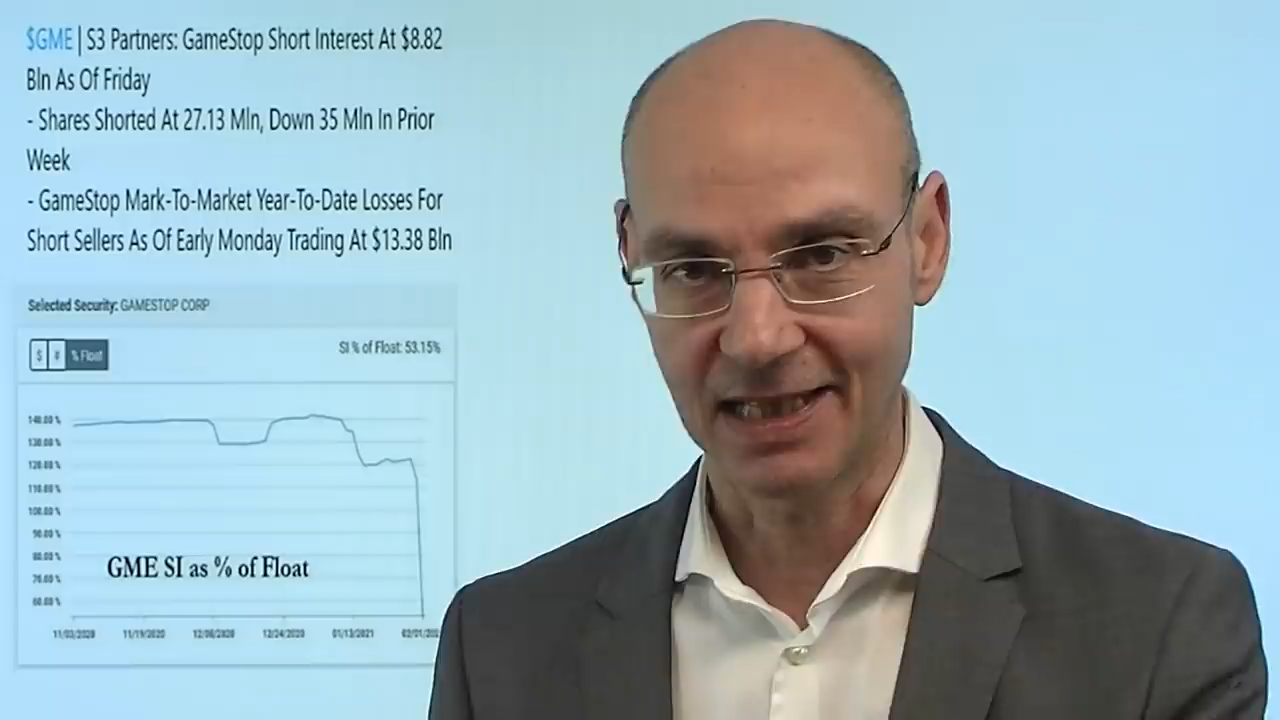 $GME | S3 Partners: GameStop Short Interest At $8.82
Bln As Of Friday
- Shares Shorted At 27.13 Mln, Down 35 Mln In Prior
Week
- GameStop Mark-To-Market Year-To-Date Losses For
Short Sellers As Of Early Monday Trading At $13.38 Bln
Selected Security: GAMESTOP CORP
$ # % Float
SI % of Float: 53.15%
140.00 %
130.00 %
120.00 %
110.00 %
100.00 %
90.00 %
80.00 %
70.00 %
60.00 %
GME SI as % of Float
11/03/2020 11/19/2020 12/08/2020 12/24/2020 01/13/2021 02/01/202